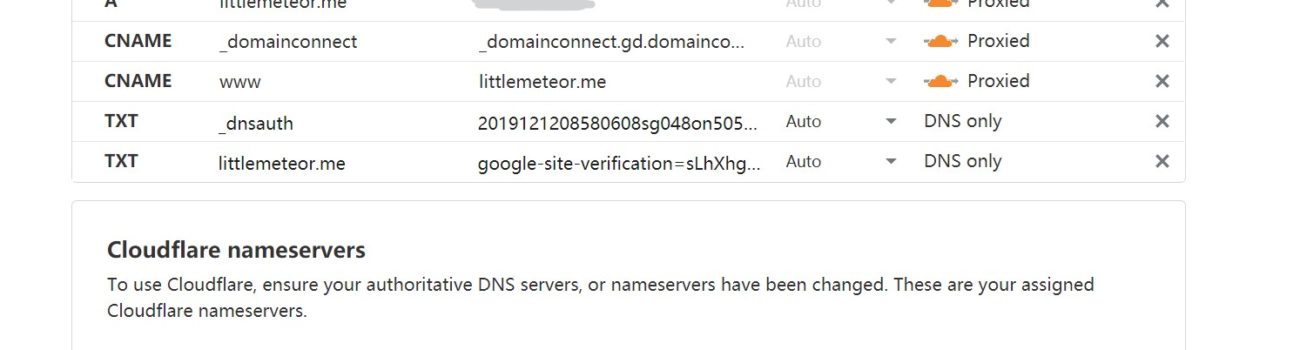 A littlemeteor.me Auto Proxied
CNAME _domainconnect _domainconnect.gd.domainco... Auto Proxied
CNAME www littlemeteor.me Auto Proxied
TXT _dnsauth 2019121208580608sg048on505... Auto DNS only
TXT littlemeteor.me google-site-verification=sLhXhg... Auto DNS only
Cloudflare nameservers
To use Cloudflare, ensure your authoritative DNS servers, or nameservers have been changed. These are your assigned
Cloudflare nameservers.